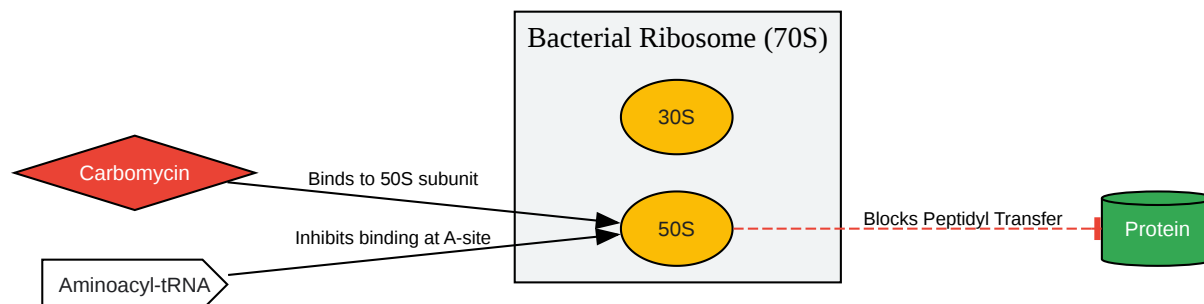 Bacterial Ribosome (70S)
30S
Carbomycin
Binds to 50S subunit
Blocks Peptidyl Transfer
50S
Protein
Inhibits binding at A-site
Aminoacyl-tRNA